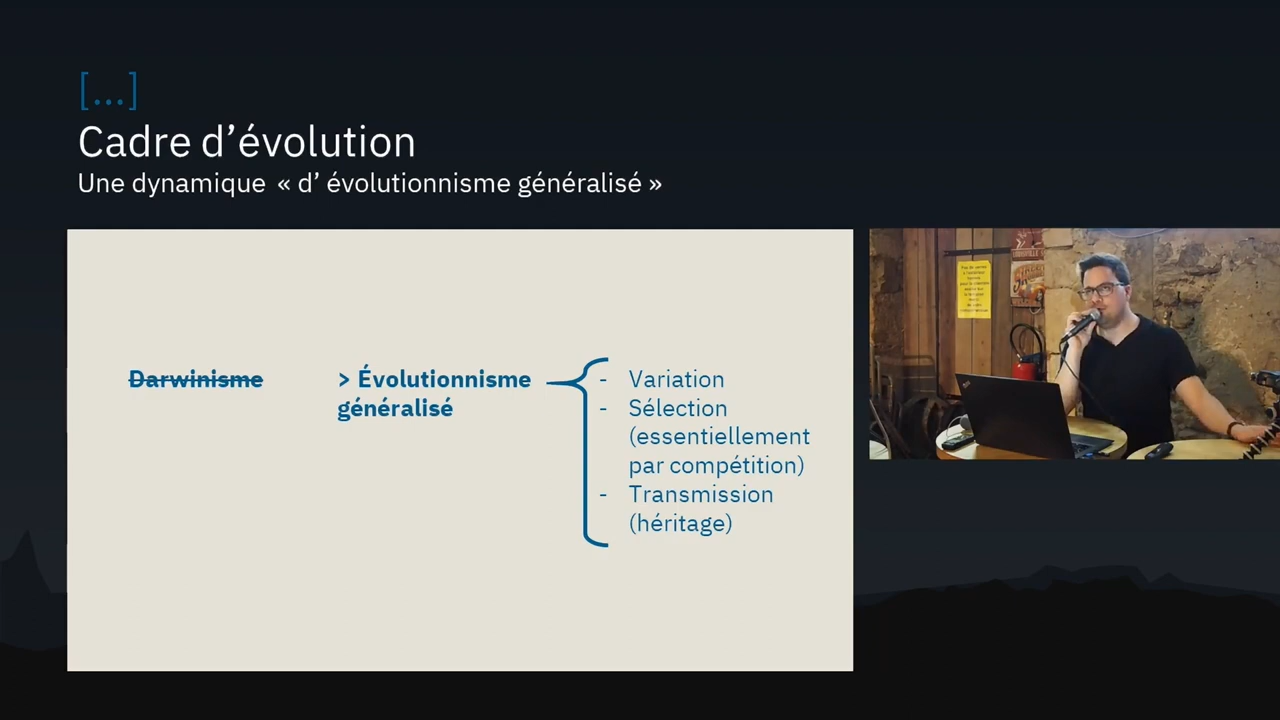 [...]
Cadre d’évolution
Une dynamique « d’ évolutionnisme généralisé »
Darwinisme
> Évolutionnisme
généralisé
- Variation
- Sélection
(essentiellement
par compétition)
- Transmission
(héritage)